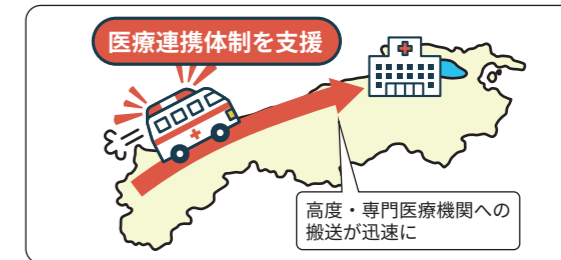 医療連携体制を支援
高度・専門医療機関への
搬送が迅速に